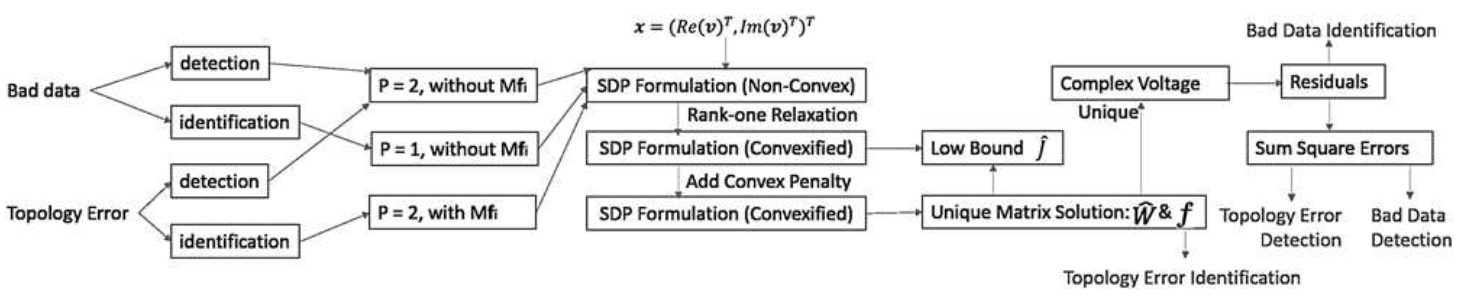 x = (Re(v)^T, Im(v)^T)^T
Bad data
detection
identification
Topology Error
detection
identification
P = 2, without Mfᵢ
P = 1, without Mfᵢ
P = 2, with Mfᵢ
SDP Formulation (Non-Convex)
Rank-one Relaxation
SDP Formulation (Convexified)
Add Convex Penalty
SDP Formulation (Convexified)
Low Bound Ĵ
Unique Matrix Solution: Ŵ & f
Topology Error Identification
Complex Voltage
Unique
Bad Data Identification
Residuals
Sum Square Errors
Topology Error
Detection
Bad Data
Detection